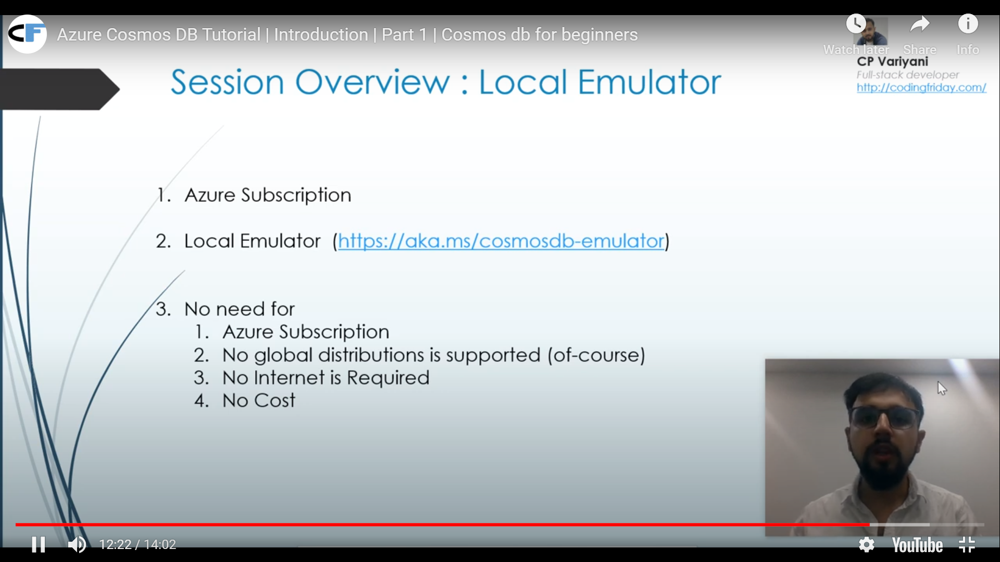 CF Azure Cosmos DB Tutorial | Introduction | Part 1 | Cosmos db for beginners
Watch later Share Info
CP Variyani
Full-stack developer
http://codingfriday.com/
Session Overview : Local Emulator
1. Azure Subscription
2. Local Emulator (https://aka.ms/cosmosdb-emulator)
3. No need for
1. Azure Subscription
2. No global distributions is supported (of-course)
3. No Internet is Required
4. No Cost
12:22 / 14:02
YouTube